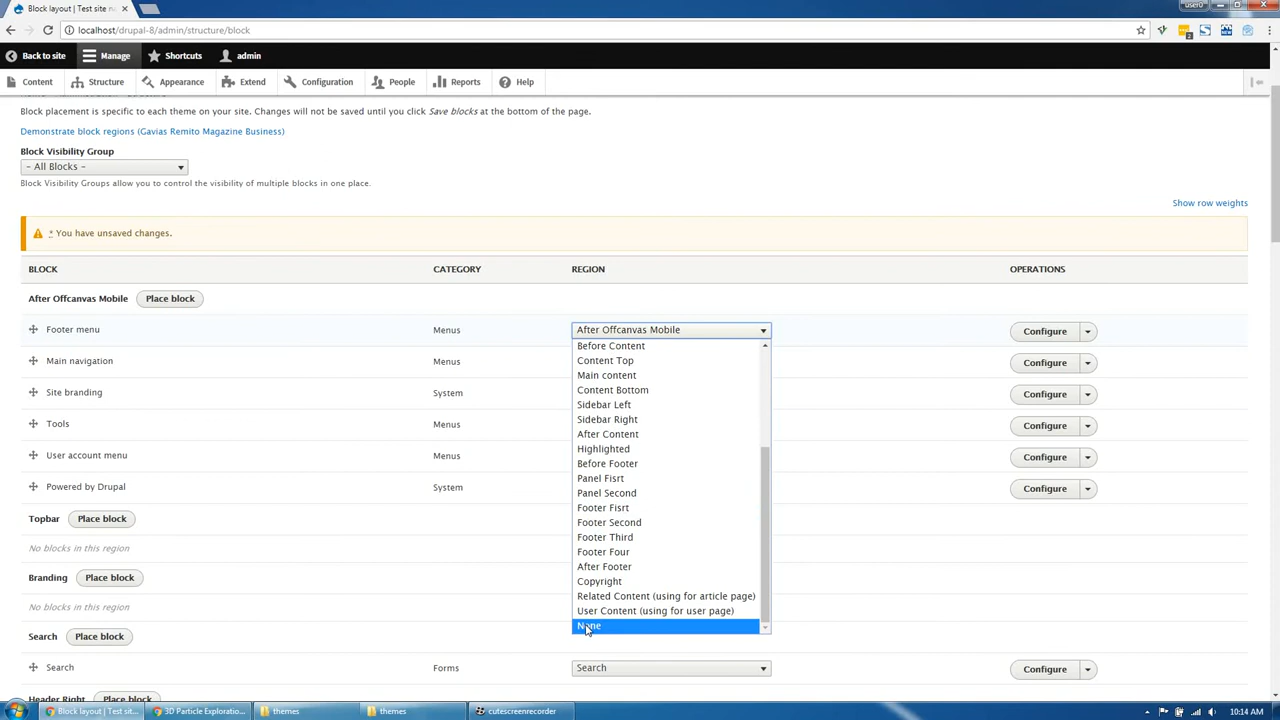 Block layout | Test site n
user0
localhost/drupal-8/admin/structure/block
Back to site
Manage
Shortcuts
admin
Content
Structure
Appearance
Extend
Configuration
People
Reports
Help
Block placement is specific to each theme on your site. Changes will not be saved until you click Save blocks at the bottom of the page.
Demonstrate block regions (Gavias Remito Magazine Business)
Block Visibility Group
- All Blocks -
Block Visibility Groups allow you to control the visibility of multiple blocks in one place.
Show row weights
* You have unsaved changes.
BLOCK CATEGORY REGION OPERATIONS
After Offcanvas Mobile Place block
Footer menu Menus After Offcanvas Mobile Configure
Main navigation Menus Configure
Site branding System Configure
Tools Menus Configure
User account menu Menus Configure
Powered by Drupal System Configure
Before Content
Content Top
Main content
Content Bottom
Sidebar Left
Sidebar Right
After Content
Highlighted
Before Footer
Panel Fisrt
Panel Second
Footer Fisrt
Footer Second
Footer Third
Footer Four
After Footer
Copyright
Related Content (using for article page)
User Content (using for user page)
None
Topbar Place block
No blocks in this region
Branding Place block
No blocks in this region
Search Place block
Search Forms Search Configure
Header Right Place block
Block layout | Test sit...
3D Particle Exploratio...
themes
themes
cutescreenrecorder
10:14 AM